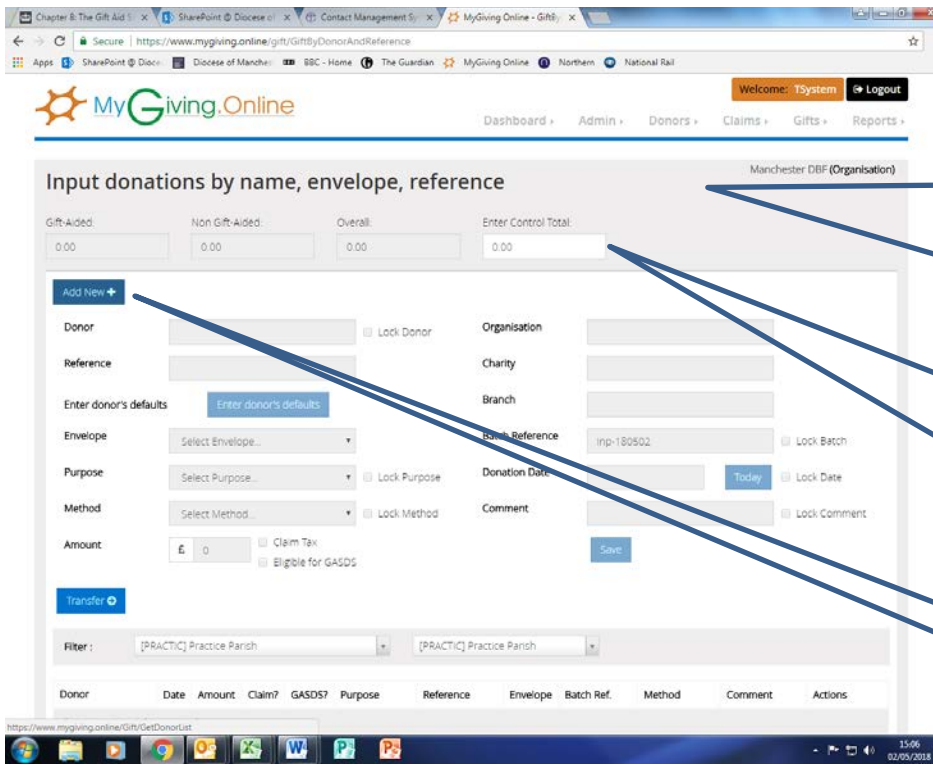 Chapter 8: The Gift Aid S
SharePoint @ Diocese of
Contact Management Sy
MyGiving Online - GiftBy
Secure | https://www.mygiving.online/gift/GiftByDonorAndReference
Apps SharePoint @ Dioce Diocese of Manches BBC - Home The Guardian MyGiving Online Northern National Rail
MyGiving.Online
Welcome: TSystem Logout
Dashboard Admin Donors Claims Gifts Reports
Manchester DBF (Organisation)
Input donations by name, envelope, reference
Gift-Aided: Non Gift-Aided: Overall: Enter Control Total:
0.00 0.00 0.00 0.00
Add New +
Donor Lock Donor Organisation
Reference Charity
Enter donor's defaults Enter donor's defaults Branch
Envelope Select Envelope... Batch Reference inp-180502 Lock Batch
Purpose Select Purpose... Lock Purpose Donation Date Today Lock Date
Method Select Method... Lock Method Comment Lock Comment
Amount £ 0 Claim Tax
Eligible for GASDS Save
Transfer
Filter : [PRACTIC] Practice Parish [PRACTIC] Practice Parish
Donor Date Amount Claim? GASDS? Purpose Reference Envelope Batch Ref. Method Comment Actions
https://www.mygiving.online/Gift/GetDonorList
15:06
02/05/2018